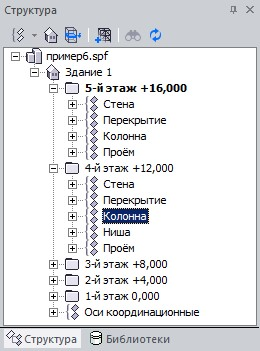 Структура
пример6.spf
Здание 1
5-й этаж +16,000
Стена
Перекрытие
Колонна
Проём
4-й этаж +12,000
Стена
Перекрытие
Колонна
Ниша
Проём
3-й этаж +8,000
2-й этаж +4,000
1-й этаж 0,000
Оси координационные
Структура Библиотеки